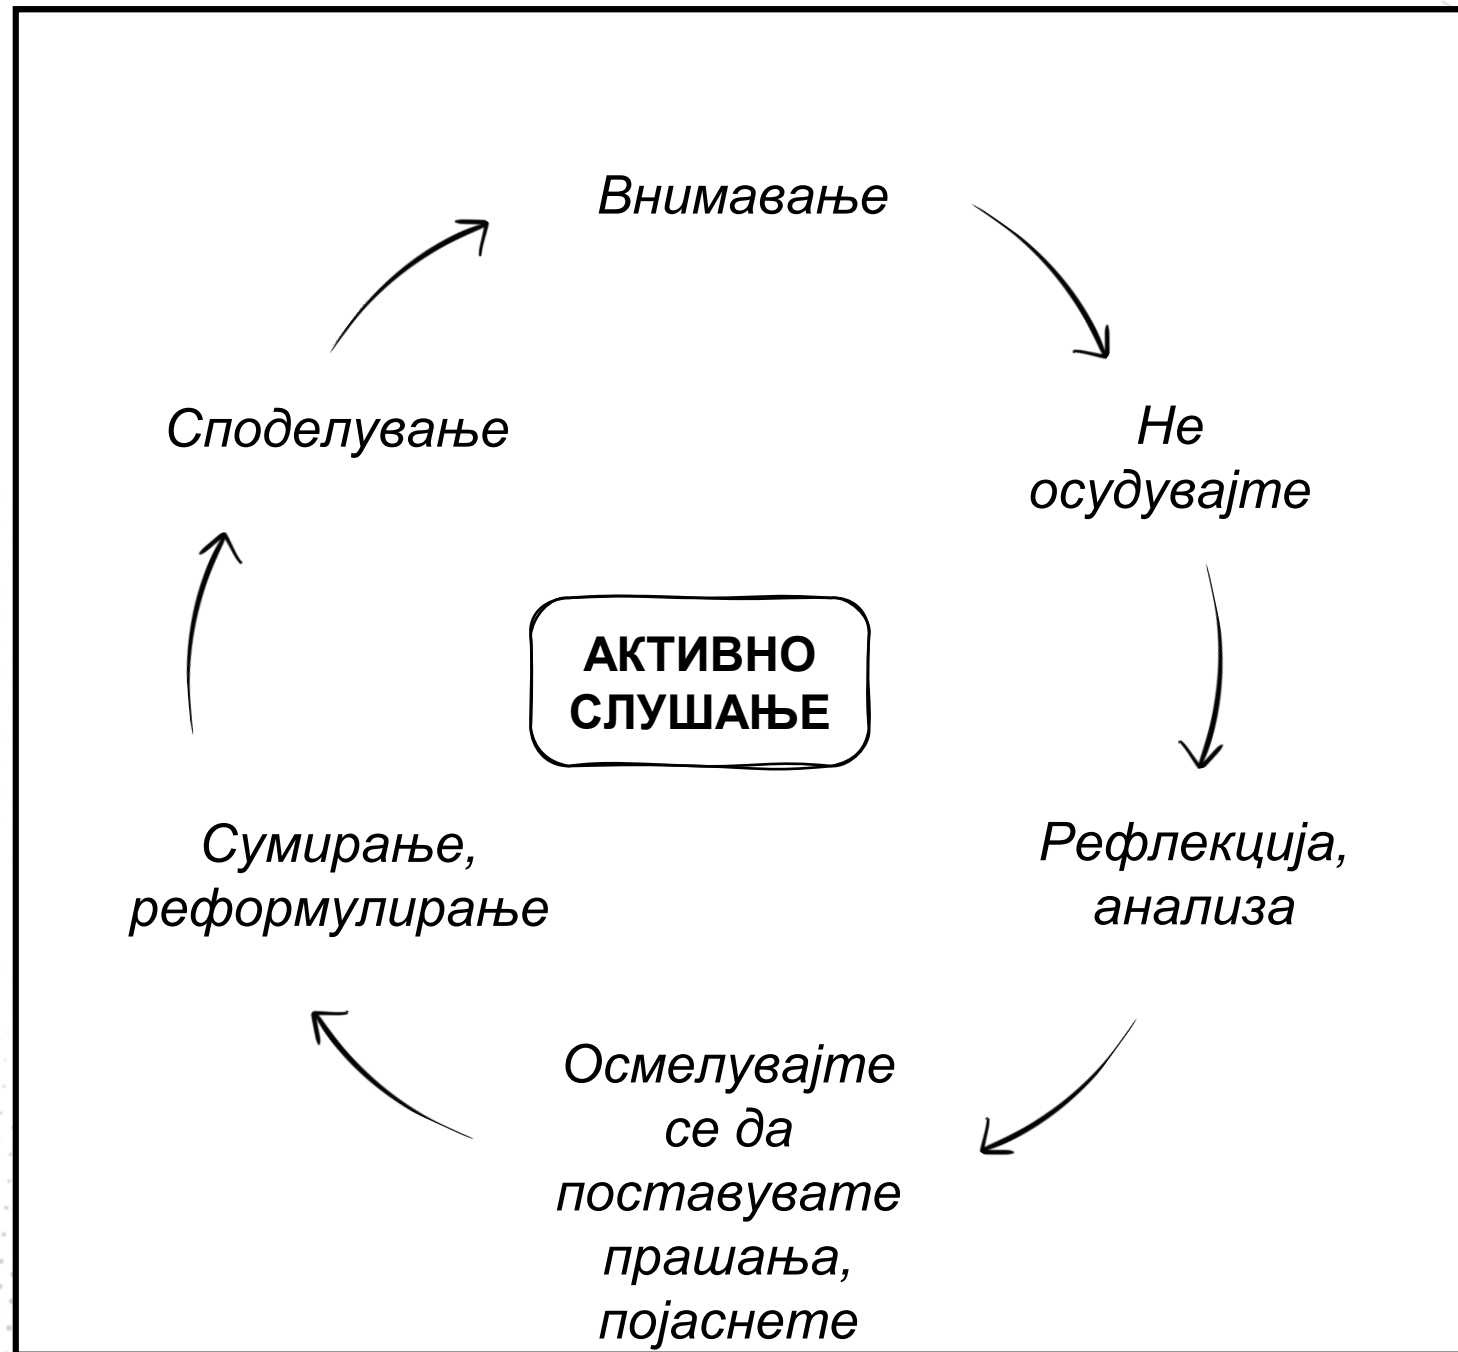 Внимавање
Не
осудувајте
Рефлекција,
анализа
Осмелувајте
се да
поставувате
прашања,
појаснете
Сумирање,
реформулирање
Споделување
АКТИВНО
СЛУШАЊЕ